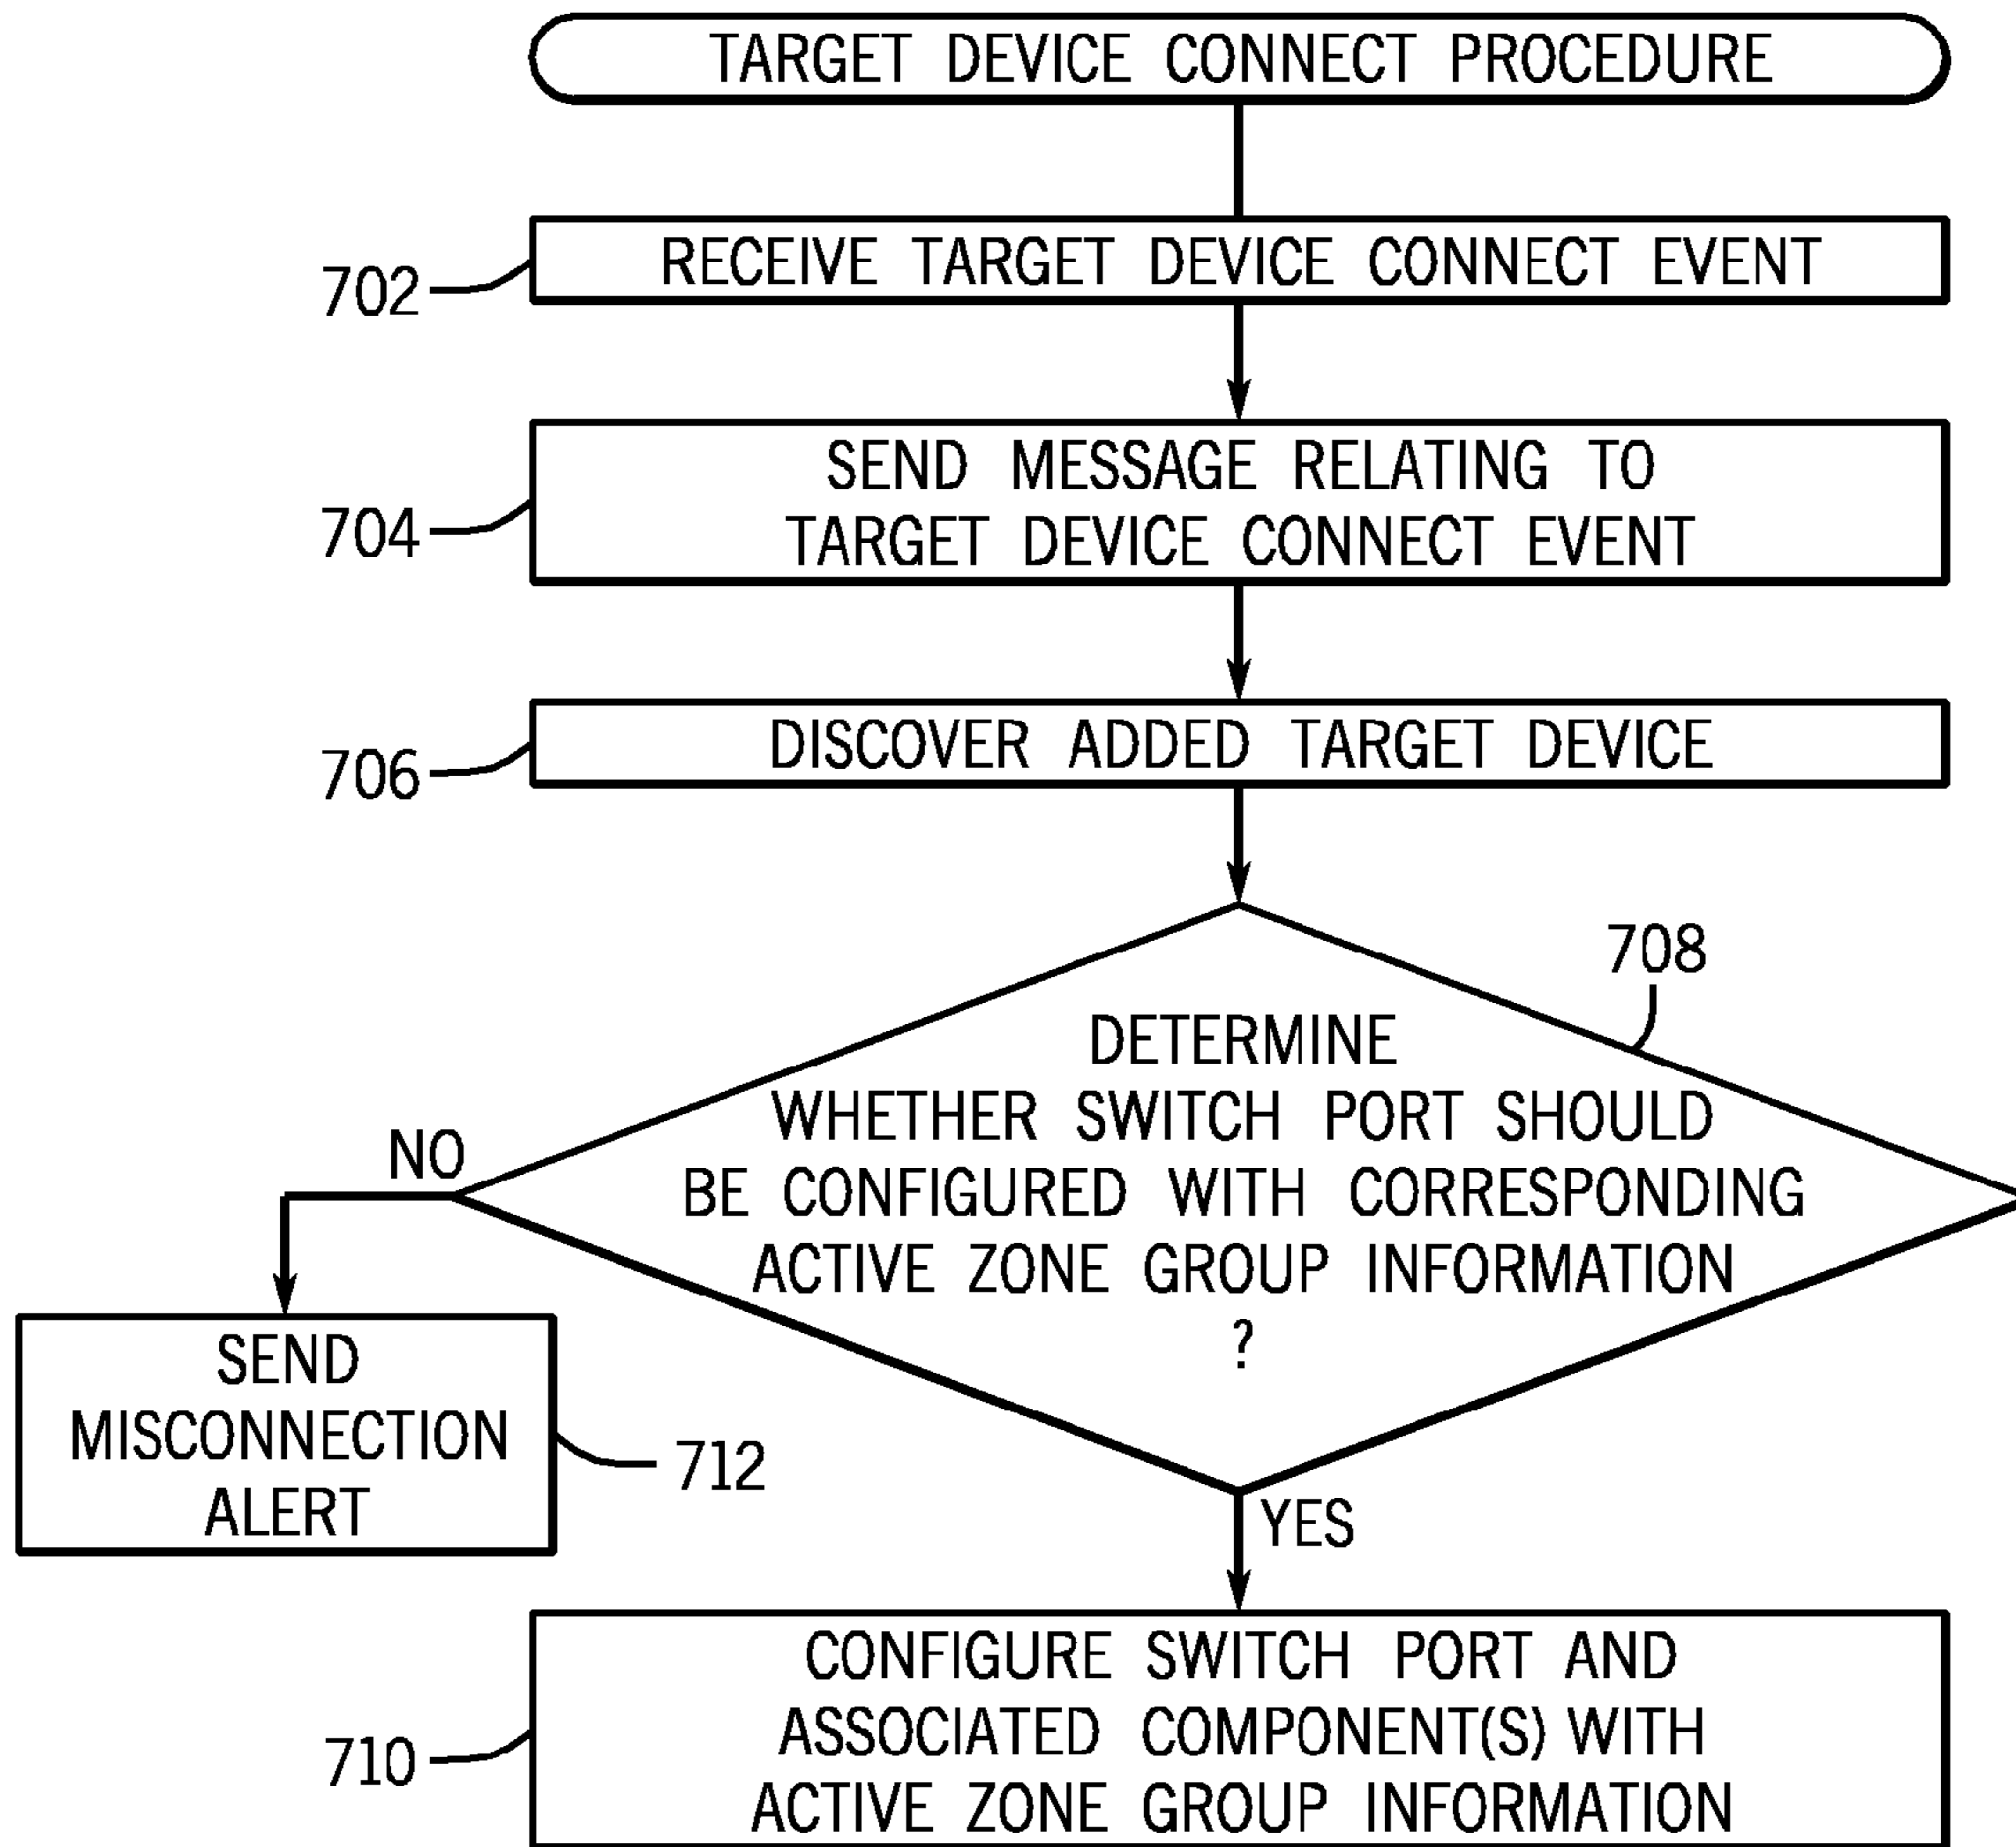 TARGET DEVICE CONNECT PROCEDURE
RECEIVE TARGET DEVICE CONNECT EVENT
702
SEND MESSAGE RELATING TO
TARGET DEVICE CONNECT EVENT
704
DISCOVER ADDED TARGET DEVICE
706
708
DETERMINE
WHETHER SWITCH PORT SHOULD
BE CONFIGURED WITH CORRESPONDING
ACTIVE ZONE GROUP INFORMATION
?
NO
SEND
MISCONNECTION
ALERT
712
YES
CONFIGURE SWITCH PORT AND
ASSOCIATED COMPONENT(S) WITH
ACTIVE ZONE GROUP INFORMATION
710